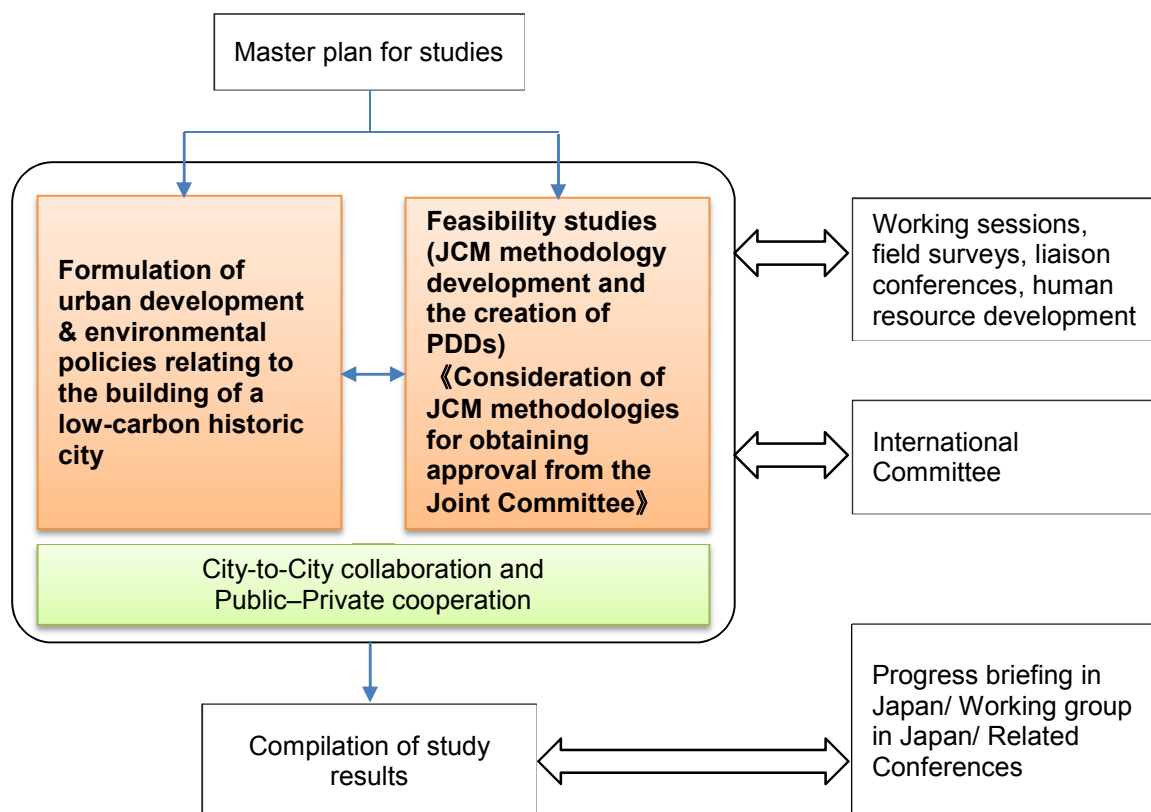 Master plan for studies
Formulation of
urban development
& environmental
policies relating to
the building of a
low-carbon historic
city
Feasibility studies
(JCM methodology
development and
the creation of
PDDs)
《Consideration of
JCM methodologies
for obtaining
approval from the
Joint Committee》
Working sessions,
field surveys, liaison
conferences, human
resource development
International
Committee
City-to-City collaboration and
Public–Private cooperation
Compilation of study
results
Progress briefing in
Japan/ Working group
in Japan/ Related
Conferences